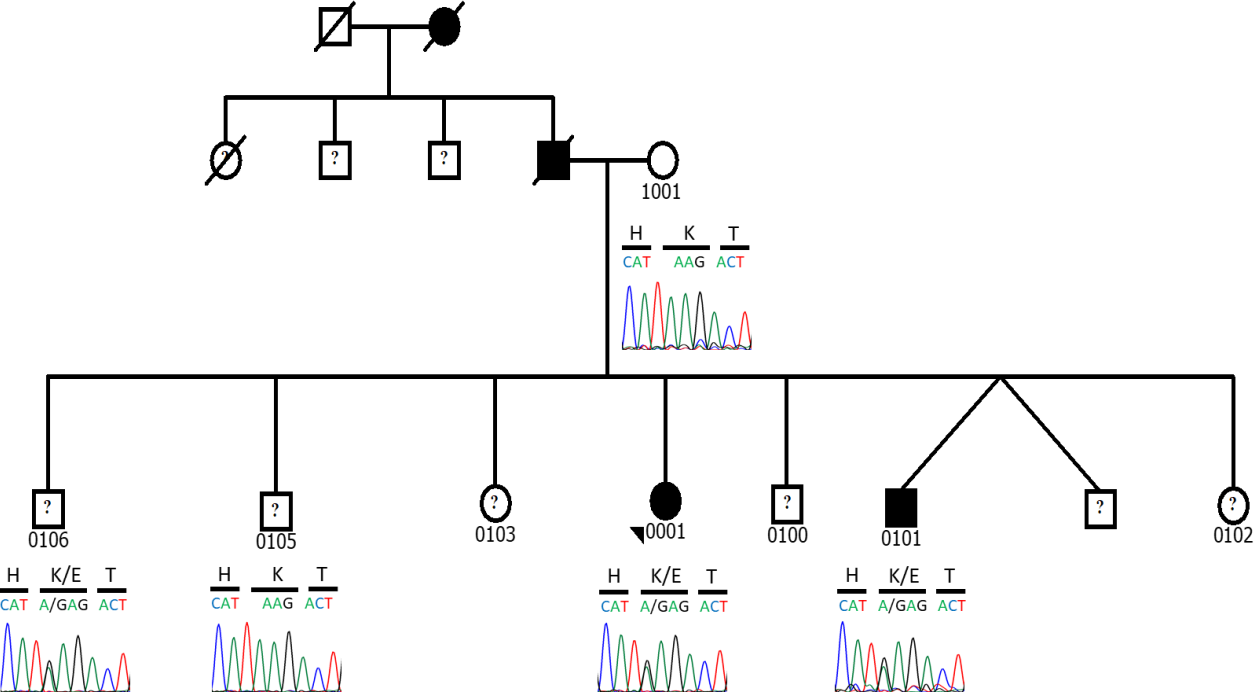 ? ? ?
1001
H K T
CAT AAG ACT
? ? ? ? ? ?
0106 0105 0103 0001 0100 0101 0102
H K/E T H K T H K/E T H K/E T
CAT A/GAG ACT CAT AAG ACT CAT A/GAG ACT CAT A/GAG ACT